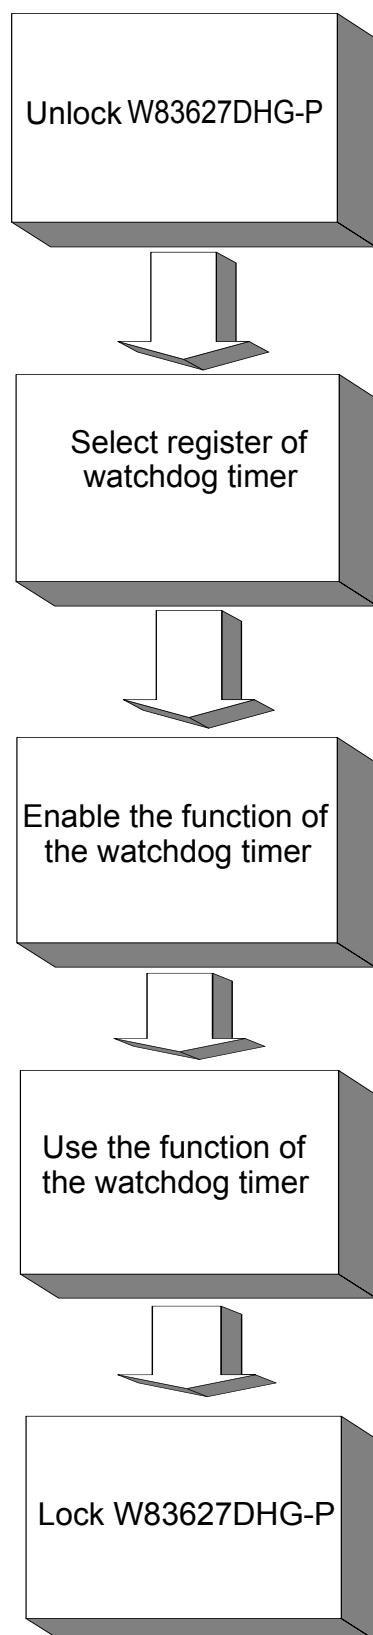 Unlock W83627DHG-P
Select register of
watchdog timer
Enable the function of
the watchdog timer
Use the function of
the watchdog timer
Lock W83627DHG-P